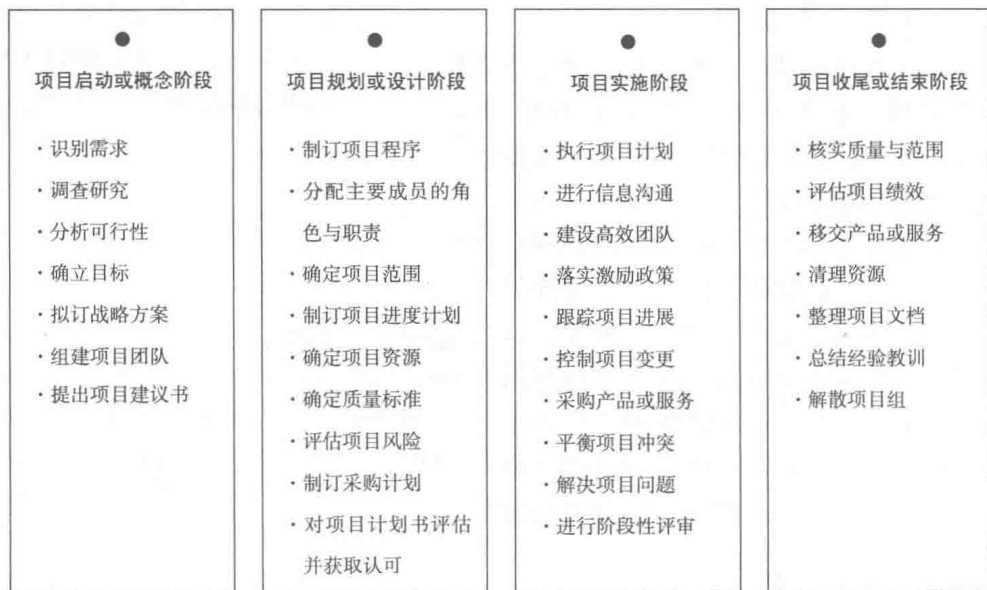 项目启动或概念阶段
· 识别需求
· 调查研究
· 分析可行性
· 确立目标
· 拟订战略方案
· 组建项目团队
· 提出项目建议书
项目规划或设计阶段
· 制订项目程序
· 分配主要成员的角
色与职责
· 确定项目范围
· 制订项目进度计划
· 确定项目资源
· 确定质量标准
· 评估项目风险
· 制订采购计划
· 对项目计划书评估
并获取认可
项目实施阶段
· 执行项目计划
· 进行信息沟通
· 建设高效团队
· 落实激励政策
· 跟踪项目进展
· 控制项目变更
· 采购产品或服务
· 平衡项目冲突
· 解决项目问题
· 进行阶段性评审
项目收尾或结束阶段
· 核实质量与范围
· 评估项目绩效
· 移交产品或服务
· 清理资源
· 整理项目文档
· 总结经验教训
· 解散项目组